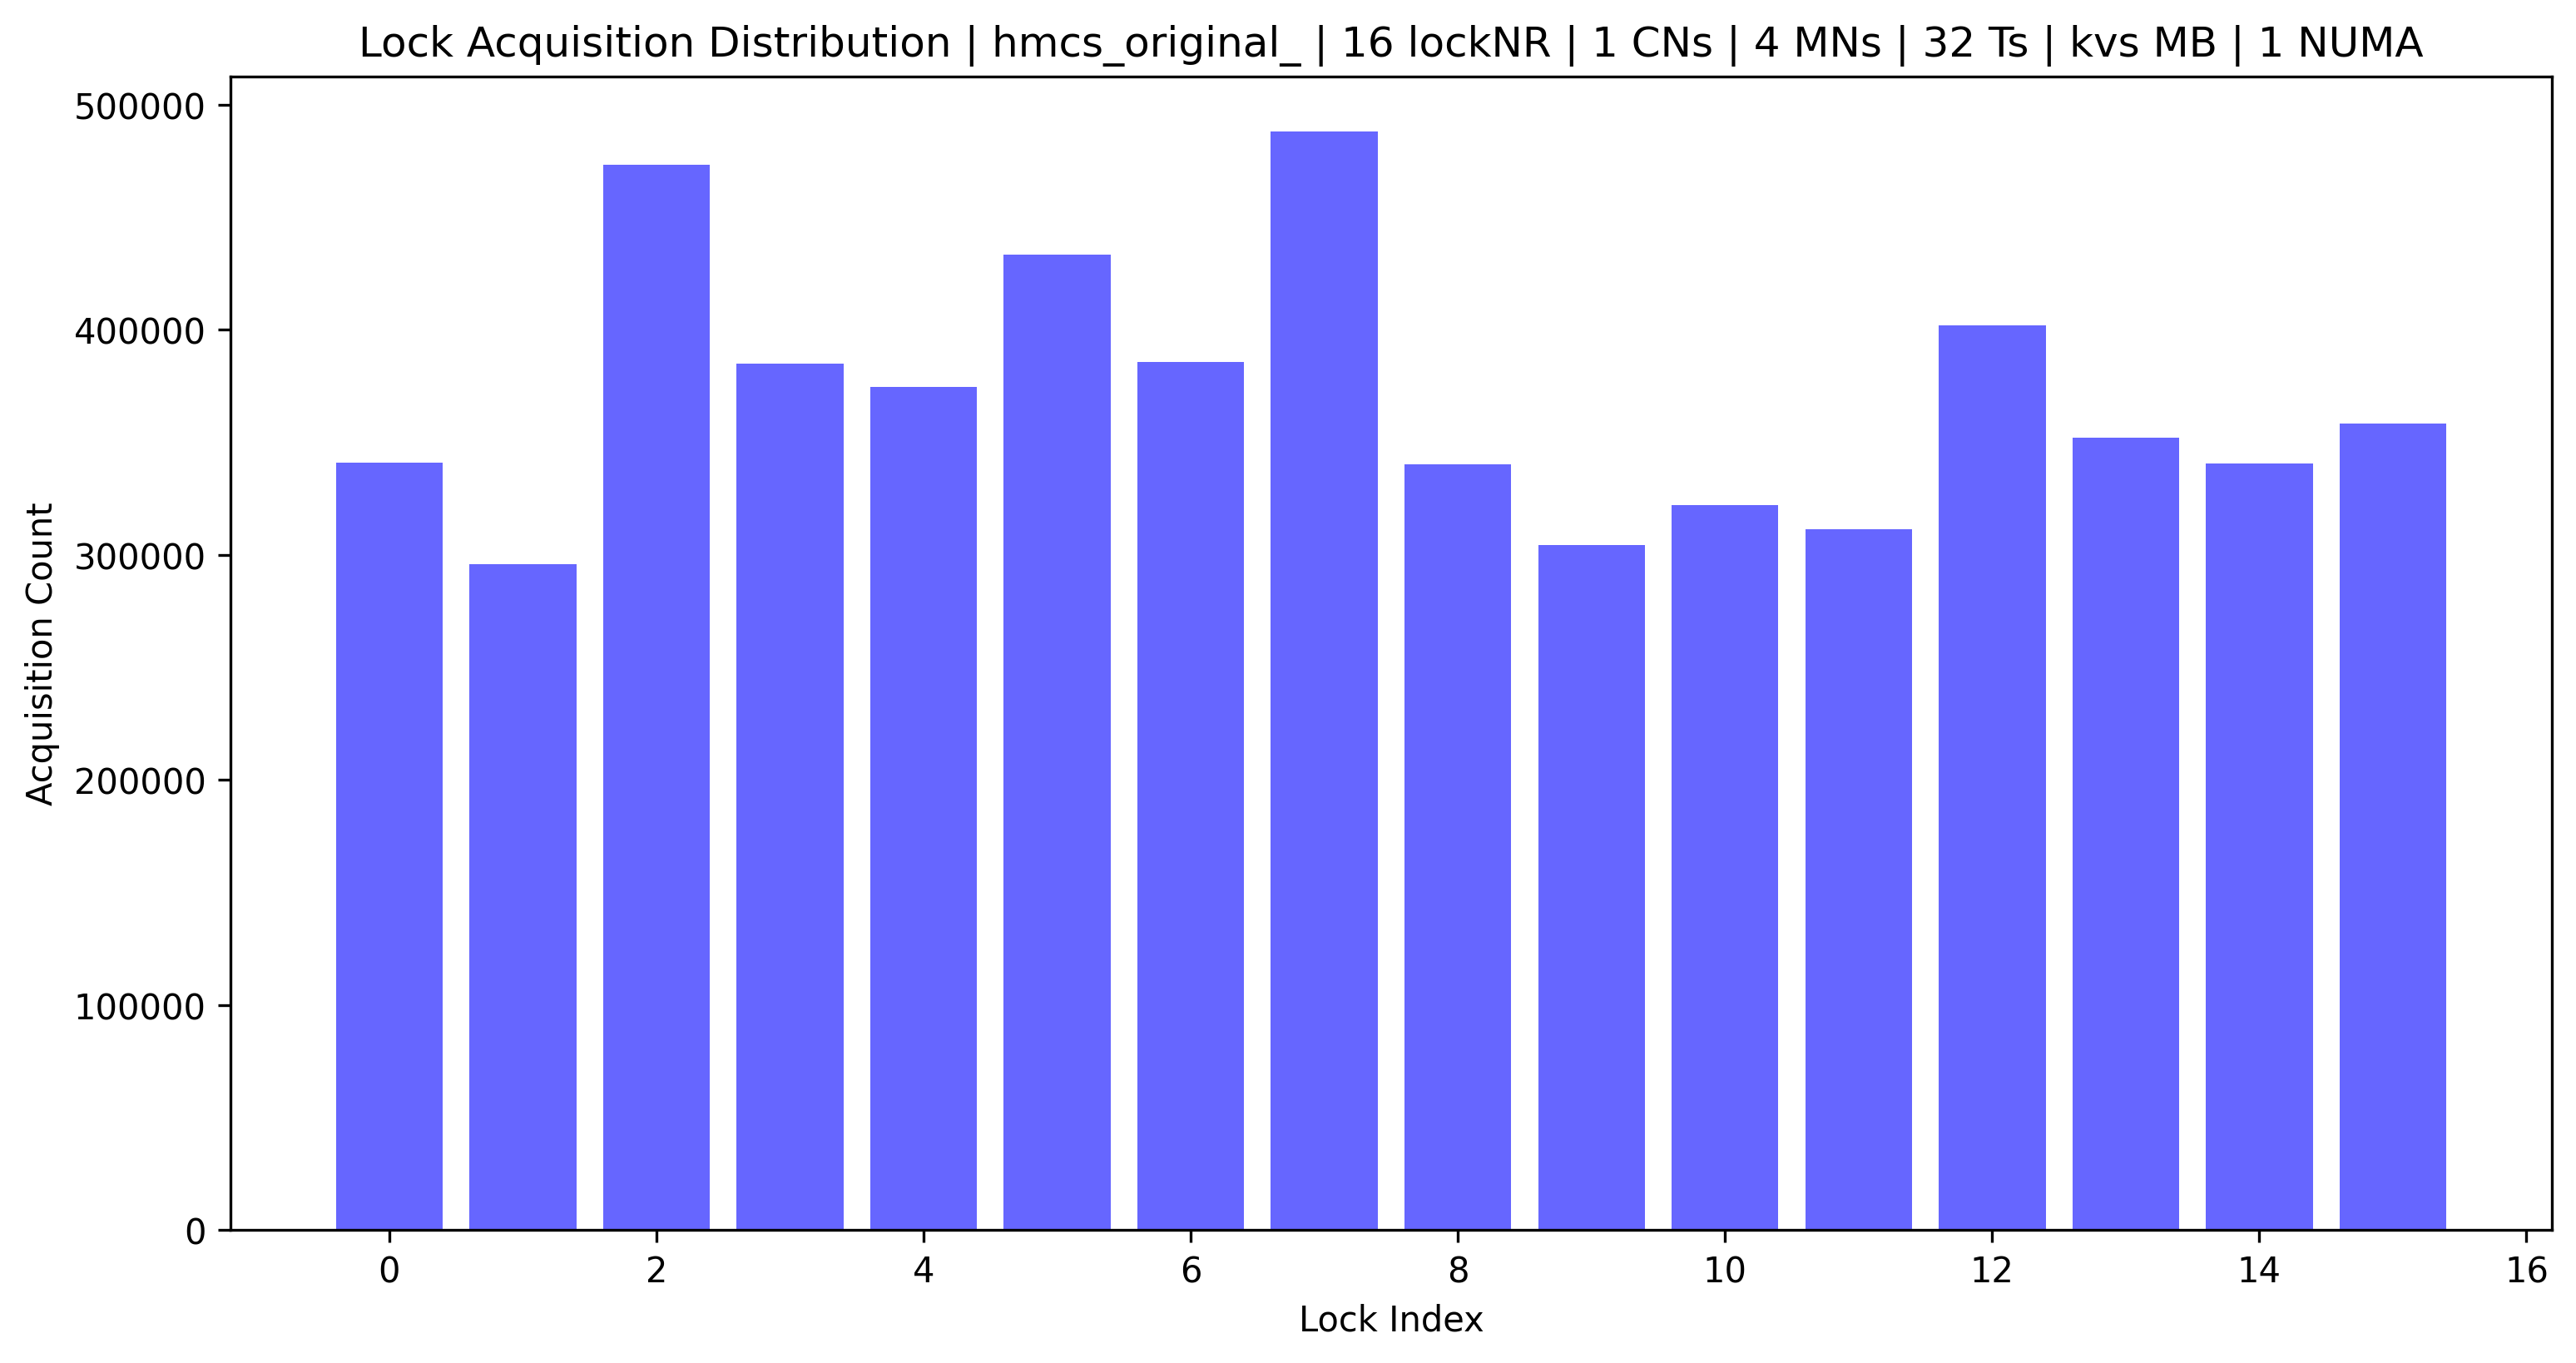 Lock Acquisition Distribution | hmcs_original_ | 16 lockNR | 1 CNs | 4 MNs | 32 Ts | kvs MB | 1 NUMA
500000
400000
300000
200000
100000
0
Acquisition Count
0 2 4 6 8 10 12 14 16
Lock Index